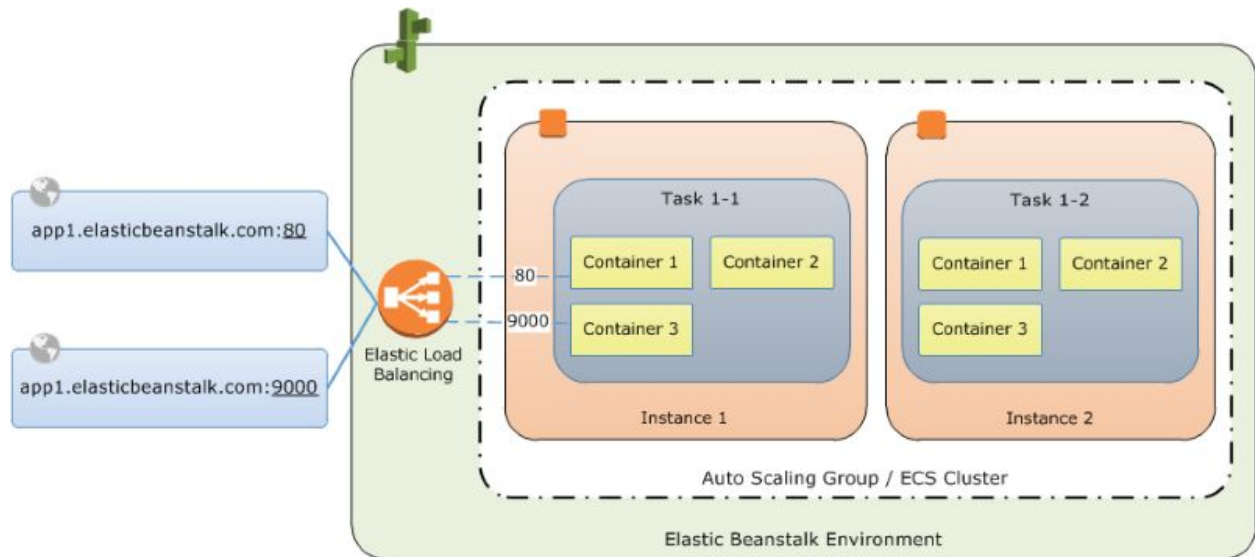 app1.elasticbeanstalk.com:80
app1.elasticbeanstalk.com:9000
Elastic Load
Balancing
80
9000
Task 1-1
Container 1
Container 2
Container 3
Instance 1
Task 1-2
Container 1
Container 2
Container 3
Instance 2
Auto Scaling Group / ECS Cluster
Elastic Beanstalk Environment